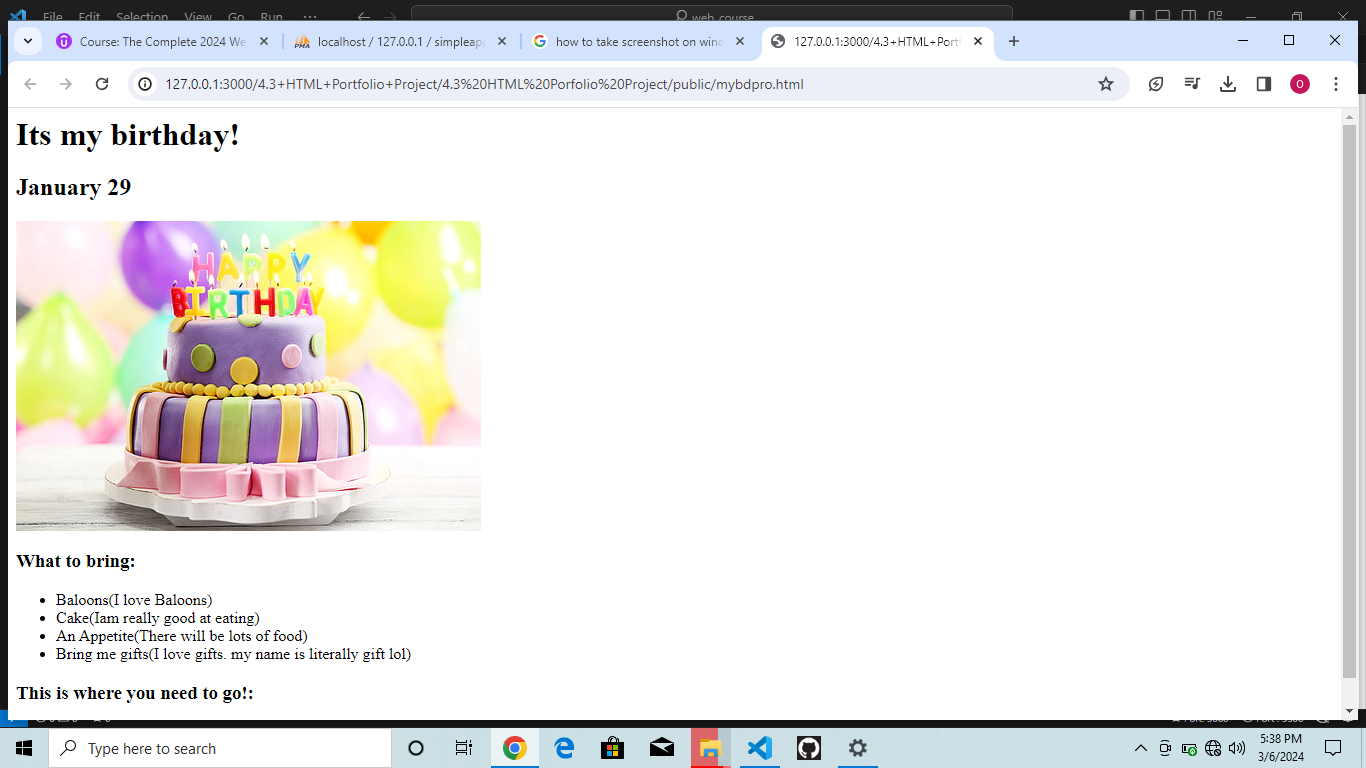 File Edit Selection View Go Run ... web_course
Course: The Complete 2024 We
localhost / 127.0.0.1 / simpleapp
how to take screenshot on winc
127.0.0.1:3000/4.3+HTML+Port
127.0.0.1:3000/4.3+HTML+Portfolio+Project/4.3%20HTML%20Porfolio%20Project/public/mybdpro.html
O
Its my birthday!
January 29
HAPPY
BIRTHDAY
What to bring:
Baloons(I love Baloons)
Cake(Iam really good at eating)
An Appetite(There will be lots of food)
Bring me gifts(I love gifts. my name is literally gift lol)
This is where you need to go!:
Type here to search
5:38 PM
3/6/2024